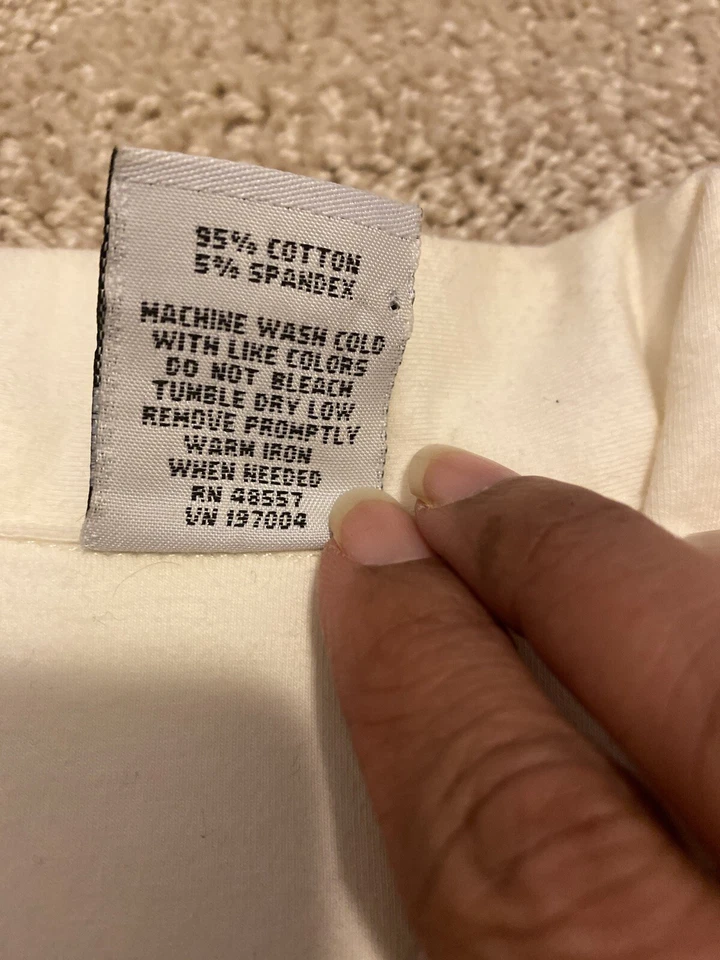 95% COTTON
5% SPANDEX
MACHINE WASH COLD
WITH LIKE COLORS
DO NOT BLEACH
TUMBLE DRY LOW
REMOVE PROMPTLY
WARM IRON
WHEN NEEDED
RN 48557
VN 197004